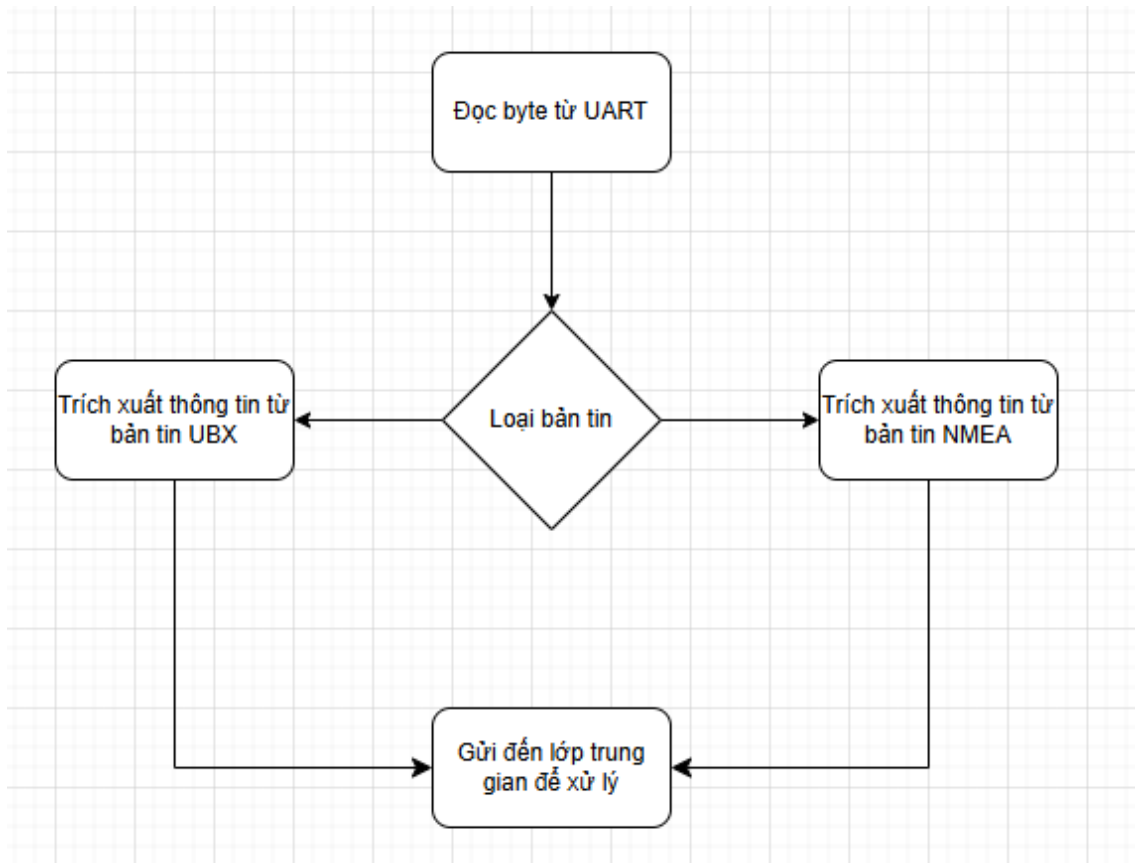 Đọc byte từ UART
Loại bản tin
Trích xuất thông tin từ
bản tin UBX
Trích xuất thông tin từ
bản tin NMEA
Gửi đến lớp trung
gian để xử lý